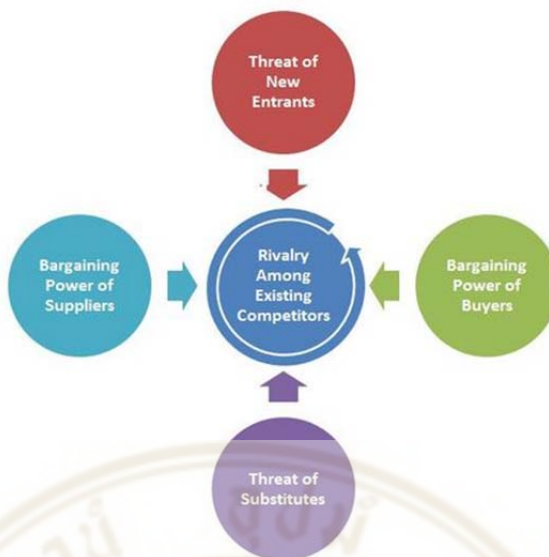 Threat of
New
Entrants
Bargaining
Power of
Suppliers
Rivalry
Among
Existing
Competitors
Bargaining
Power of
Buyers
Threat of
Substitutes